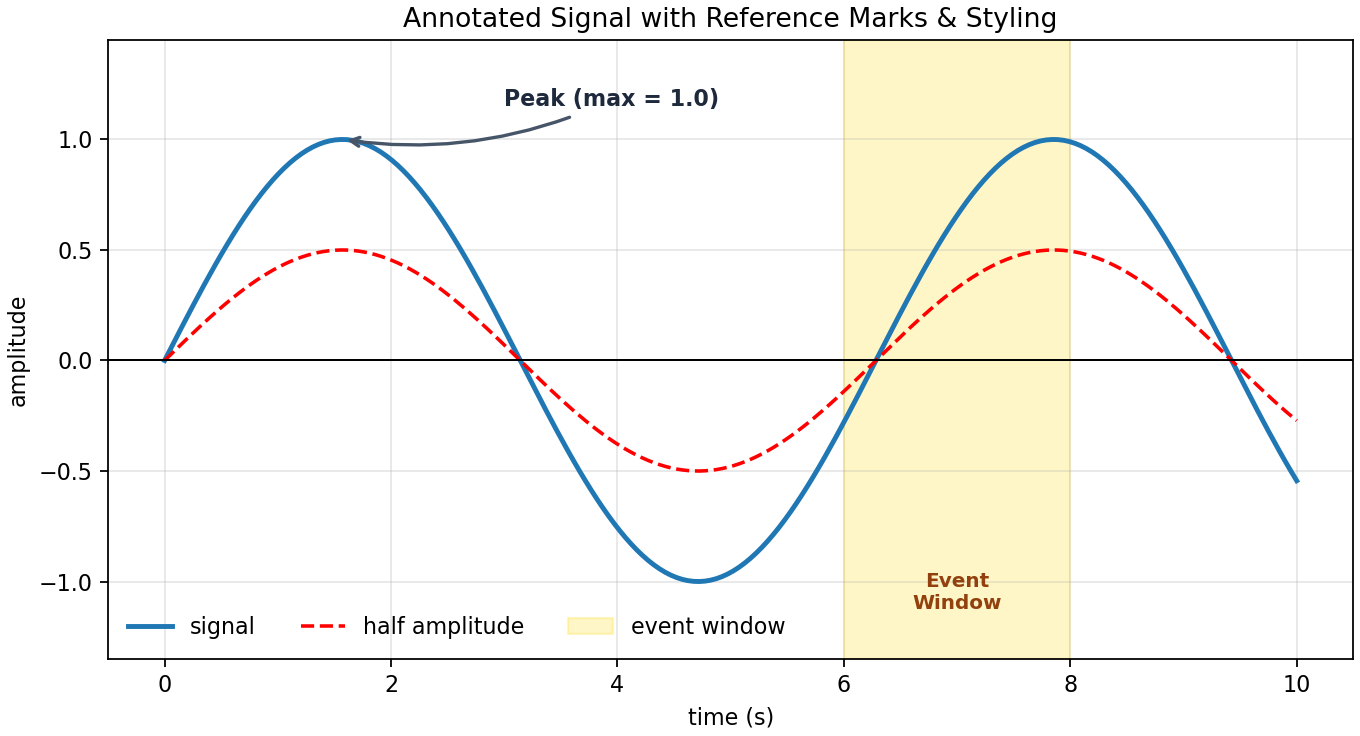 Annotated Signal with Reference Marks & Styling
Peak (max = 1.0)
1.0
0.5
0.0
−0.5
−1.0
amplitude
Event
Window
signal
half amplitude
event window
0
2
4
6
8
10
time (s)